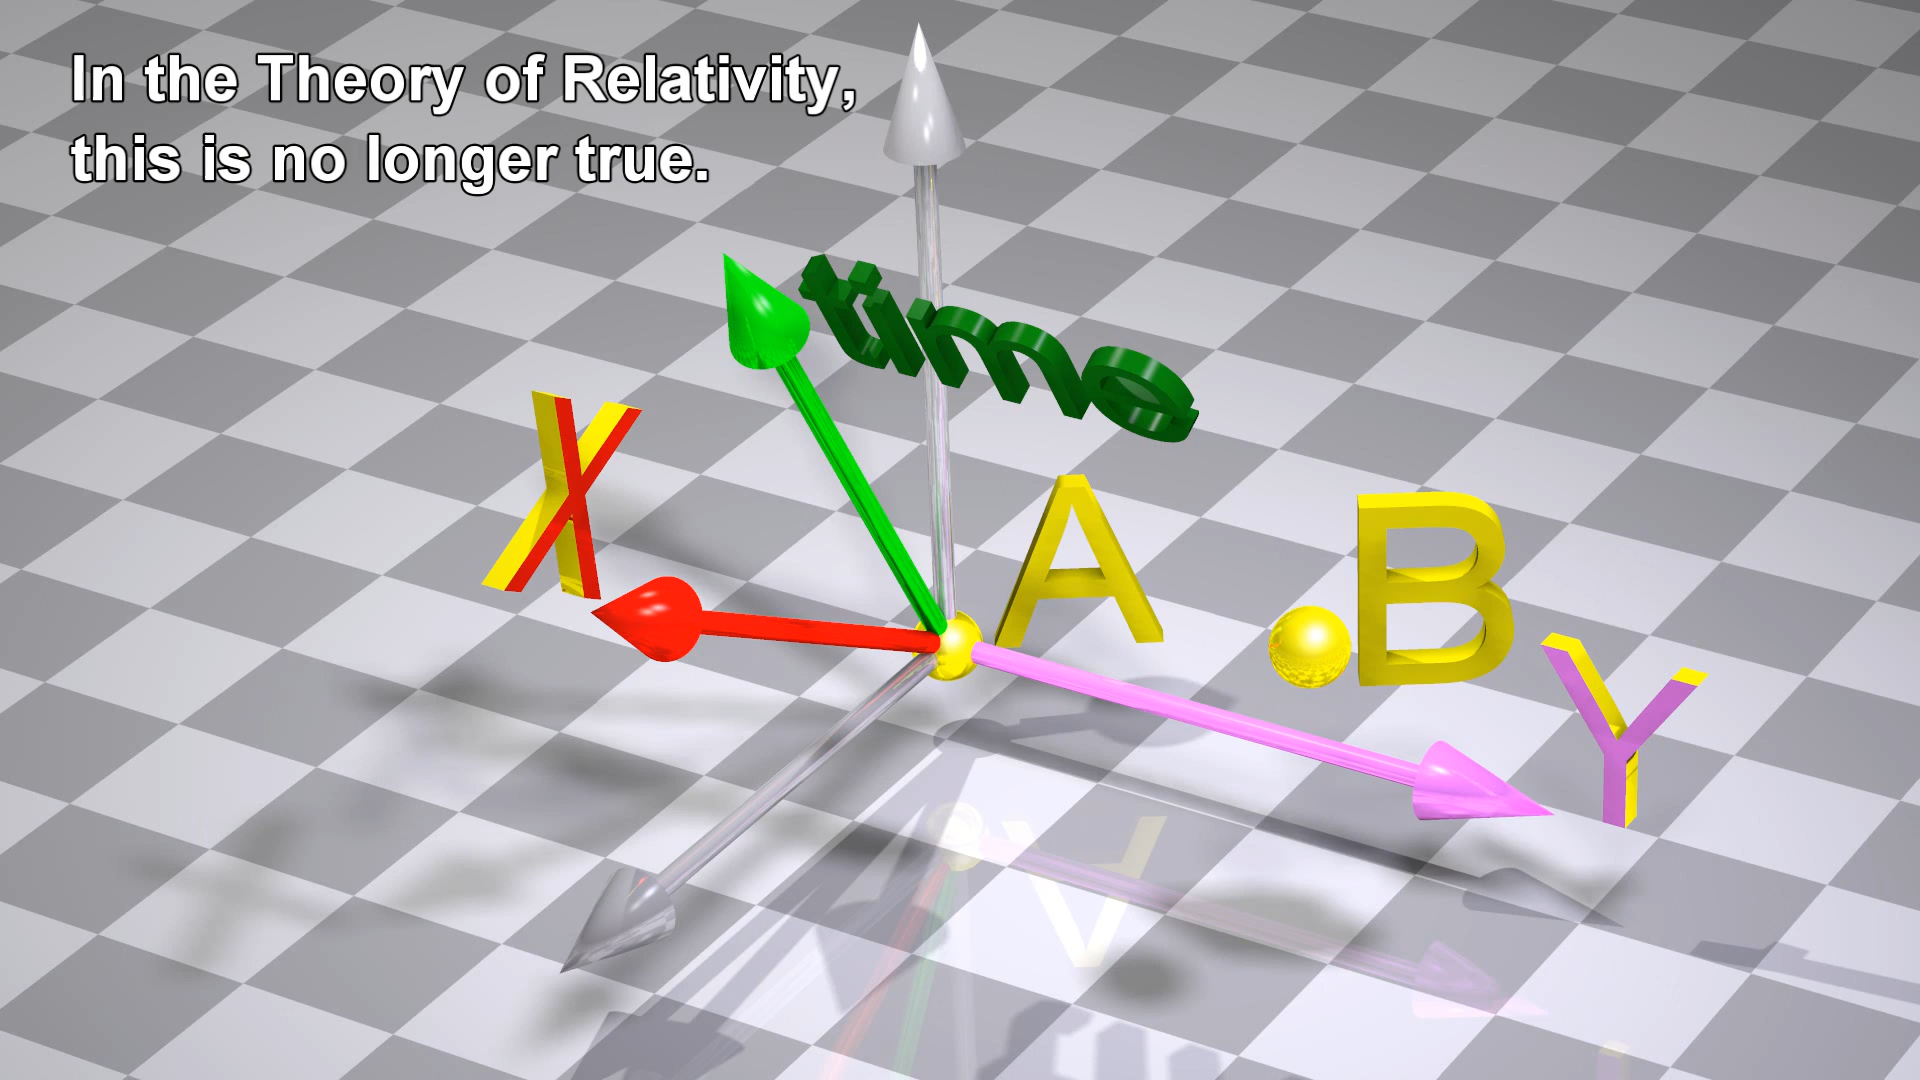 In the Theory of Relativity,
this is no longer true.
time
X
A
B
Y